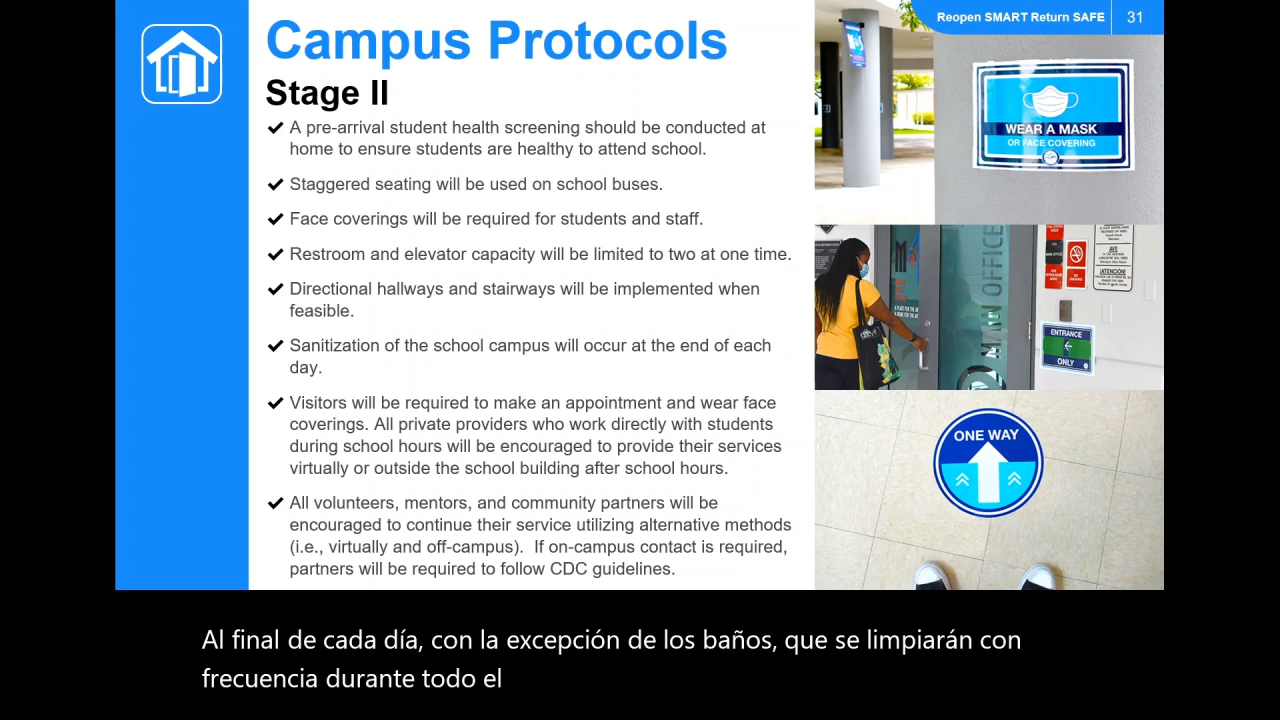 Reopen SMART Return SAFE 31
Campus Protocols
Stage II
A pre-arrival student health screening should be conducted at
home to ensure students are healthy to attend school.
Staggered seating will be used on school buses.
Face coverings will be required for students and staff.
Restroom and elevator capacity will be limited to two at one time.
Directional hallways and stairways will be implemented when
feasible.
Sanitization of the school campus will occur at the end of each
day.
Visitors will be required to make an appointment and wear face
coverings. All private providers who work directly with students
during school hours will be encouraged to provide their services
virtually or outside the school building after school hours.
All volunteers, mentors, and community partners will be
encouraged to continue their service utilizing alternative methods
(i.e., virtually and off-campus).  If on-campus contact is required,
partners will be required to follow CDC guidelines.
WEAR A MASK
OR FACE COVERING
MAIN OFFICE
¡ATENCIÓN!
ENTRANCE
ONLY
ONE WAY
Al final de cada día, con la excepción de los baños, que se limpiarán con
frecuencia durante todo el